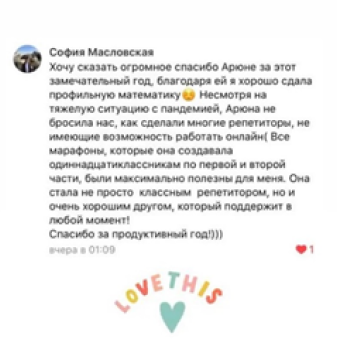 София Масловская
Хочу сказать огромное спасибо Арюне за этот
замечательный год, благодаря ей я хорошо сдала
профильную математику☺️ Несмотря на
тяжелую ситуацию с пандемией, Арюна не
бросила нас, как сделали многие репетиторы, не
имеющие возможность работать онлайн( Все
марафоны, которые она создавала
одиннадцатиклассникам по первой и второй
части, были максимально полезны для меня. Она
стала не просто классным репетитором, но и
очень хорошим другом, который поддержит в
любой момент!
Спасибо за продуктивный год!)))
вчера в 01:09 1
LOVE THIS